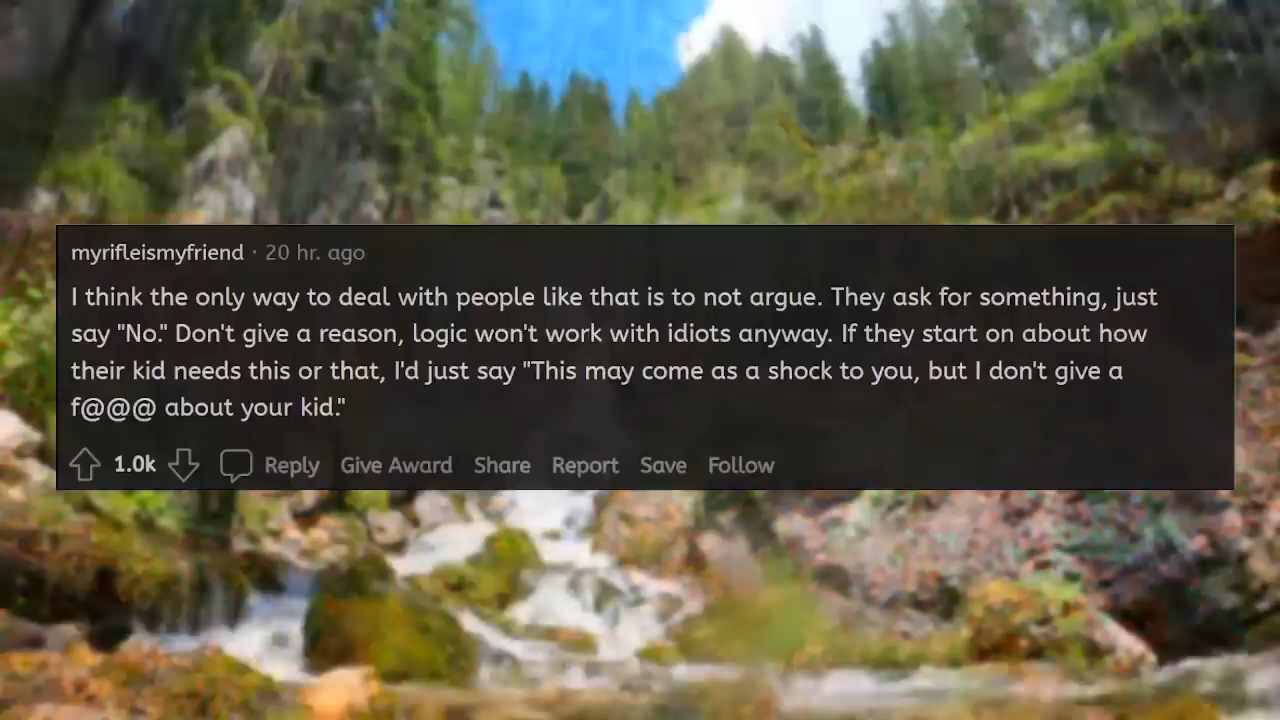 myrifleismyfriend · 20 hr. ago
I think the only way to deal with people like that is to not argue. They ask for something, just
say "No." Don't give a reason, logic won't work with idiots anyway. If they start on about how
their kid needs this or that, I'd just say "This may come as a shock to you, but I don't give a
f@@@ about your kid."
1.0k Reply Give Award Share Report Save Follow